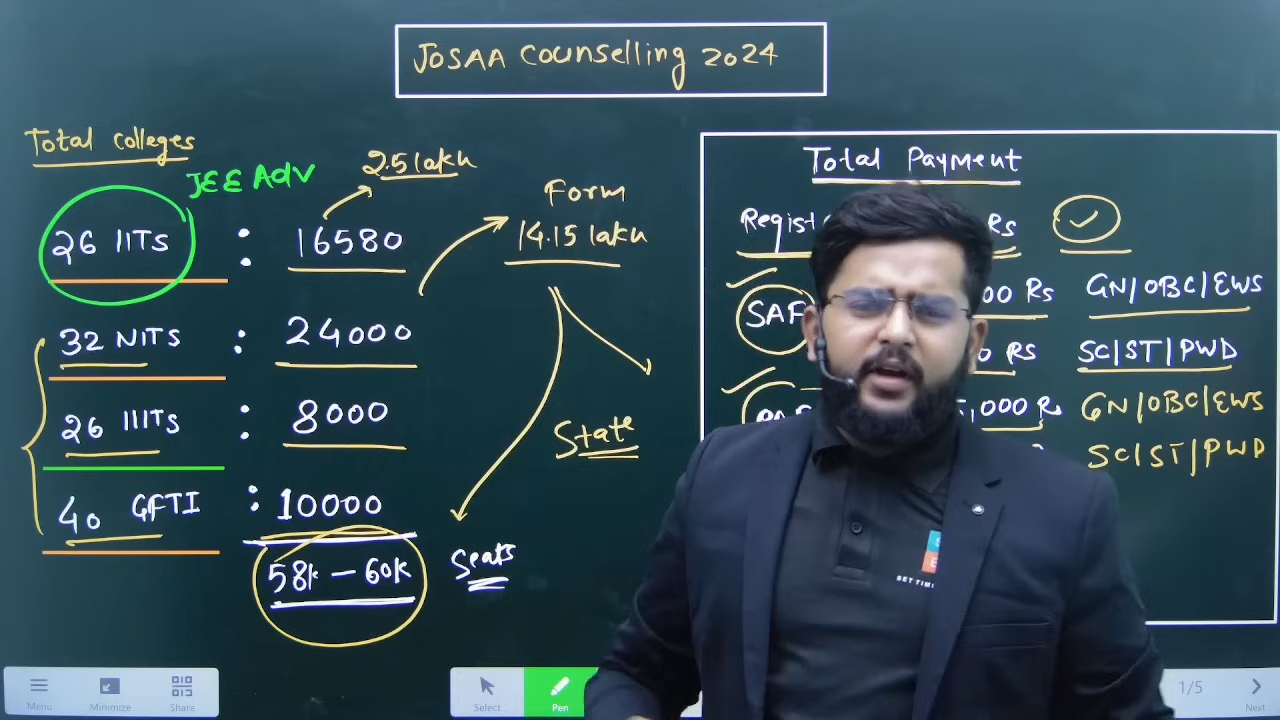 JOSAA Counselling 2024
Total Colleges
JEE Adv
2.5 lakh
26 IITs : 16580
Form
14.15 lakh
32 NITs : 24000
26 IIITs : 8000
State
40 GFTI : 10000
58k - 60k
Seats
Total Payment
Rs
00 Rs GN/OBC/EWS
0 Rs SC/ST/PWD
,000 Rs GN/OBC/EWS
SC/ST/PWD
Menu
Minimize
Share
Select
Pen
1/5
Next